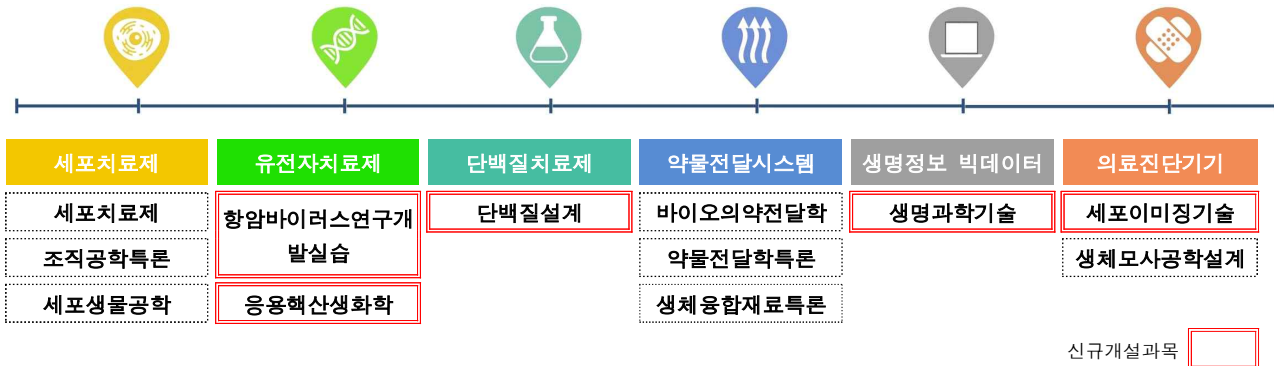 세포치료제
유전자치료제
단백질치료제
약물전달시스템
생명정보 빅데이터
의료진단기기
세포치료제
조직공학특론
세포생물공학
항암바이러스연구개
발실습
응용핵산생화학
단백질설계
바이오의약전달학
약물전달학특론
생체융합재료특론
생명과학기술
세포이미징기술
생체모사공학설계
신규개설과목